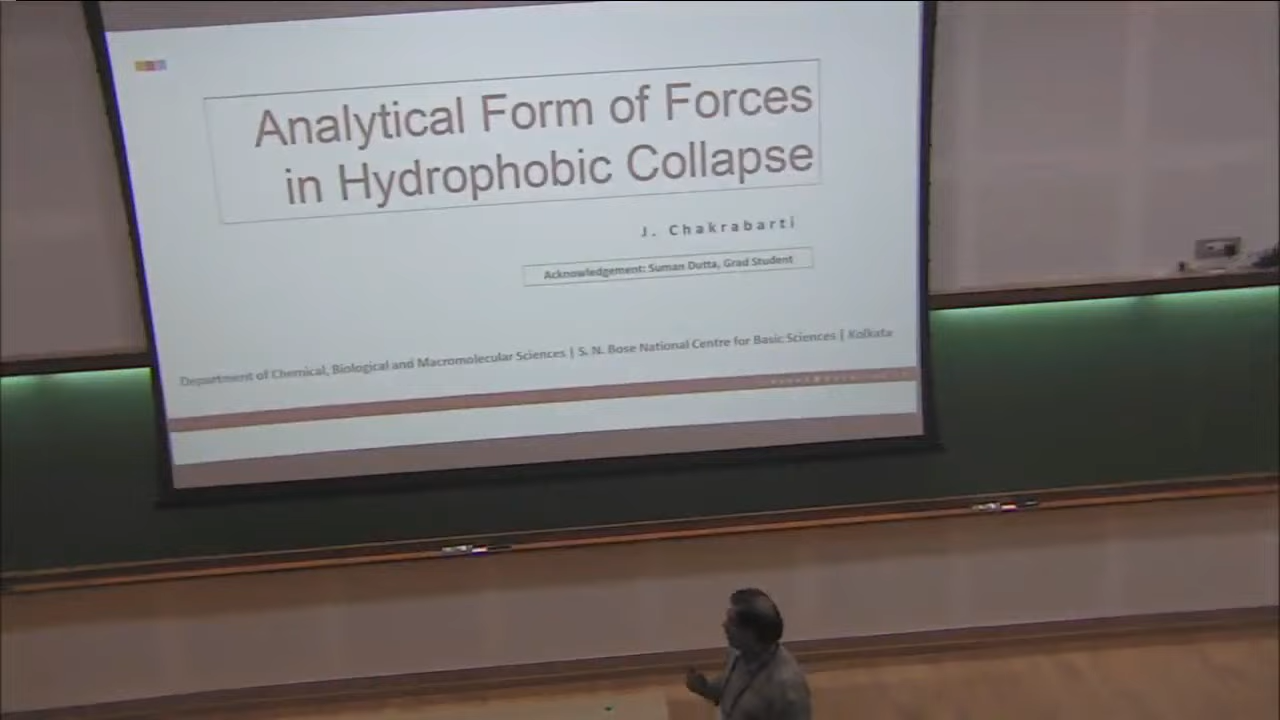 Analytical Form of Forces
in Hydrophobic Collapse
J. Chakrabarti
Acknowledgement: Suman Dutta, Grad Student
Department of Chemical, Biological and Macromolecular Sciences | S. N. Bose National Centre for Basic Sciences | Kolkata